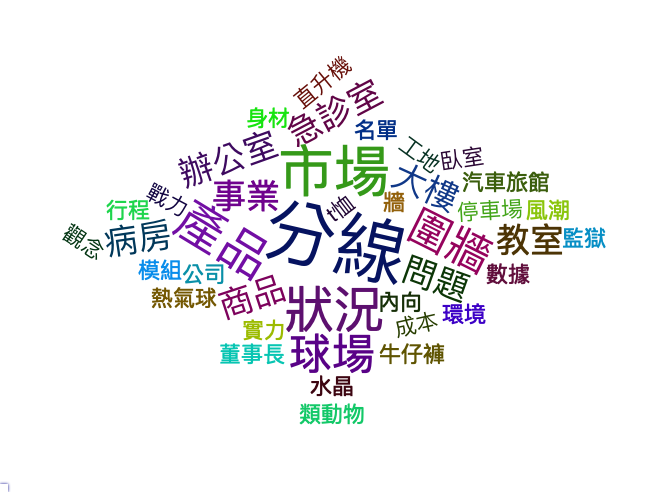 直升機
急診室
身材
名單
辦公室
市場
工地
臥室
大樓
汽車旅館
事業
戰力
t恤
牆
停車場
風潮
行程
產品
分線
圍牆
教室
監獄
觀念
病房
模組
公司
問題
數據
熱氣球
商品
狀況
內向
環境
實力
成本
董事長
球場
牛仔褲
水晶
類動物